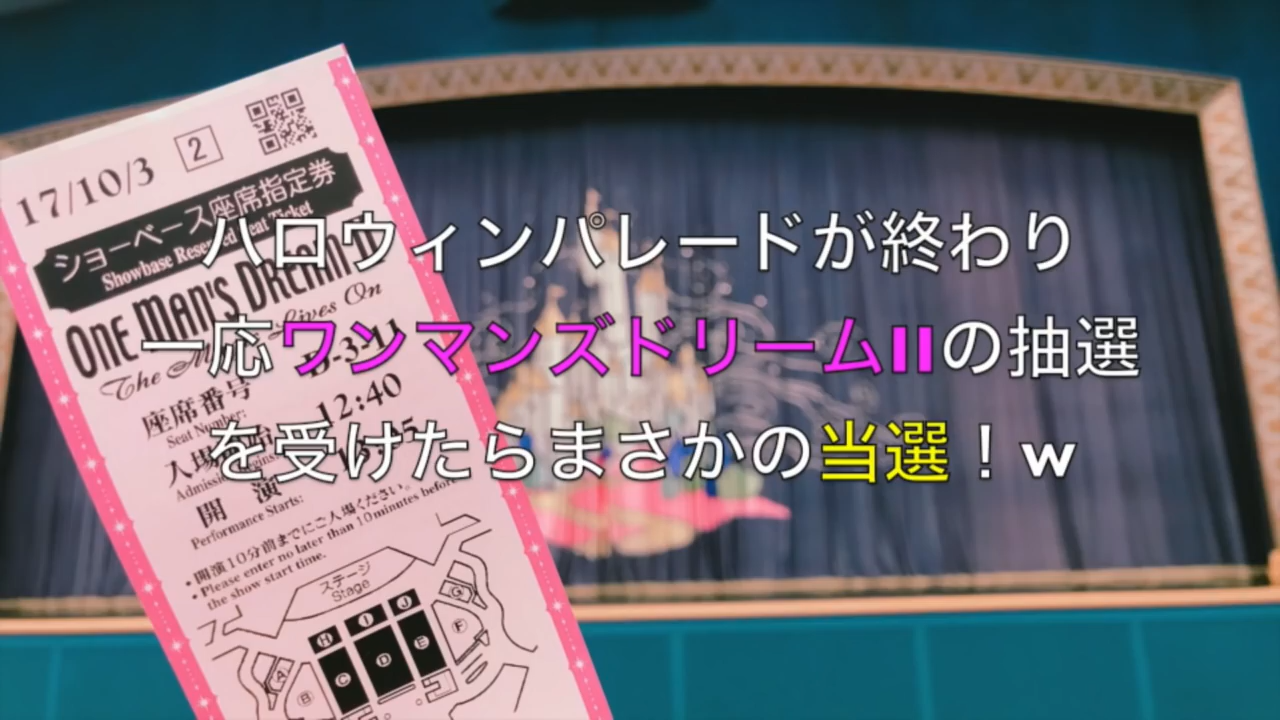 17/10/3 2
ショーベース座席指定券
Showbase Reserved Seat Ticket
ONE MAN'S DREAM II
The Lives On
座席番号
Seat Number:
12:40
開 演
Performance Starts:
・開演10分前までにご入場ください。
・Please enter no later than 10 minutes before
the show start time.
ステージ
Stage
H I J
A B C D E F G
ハロウィンパレードが終わり
一応ワンマンズドリームIIの抽選
を受けたらまさかの当選！w